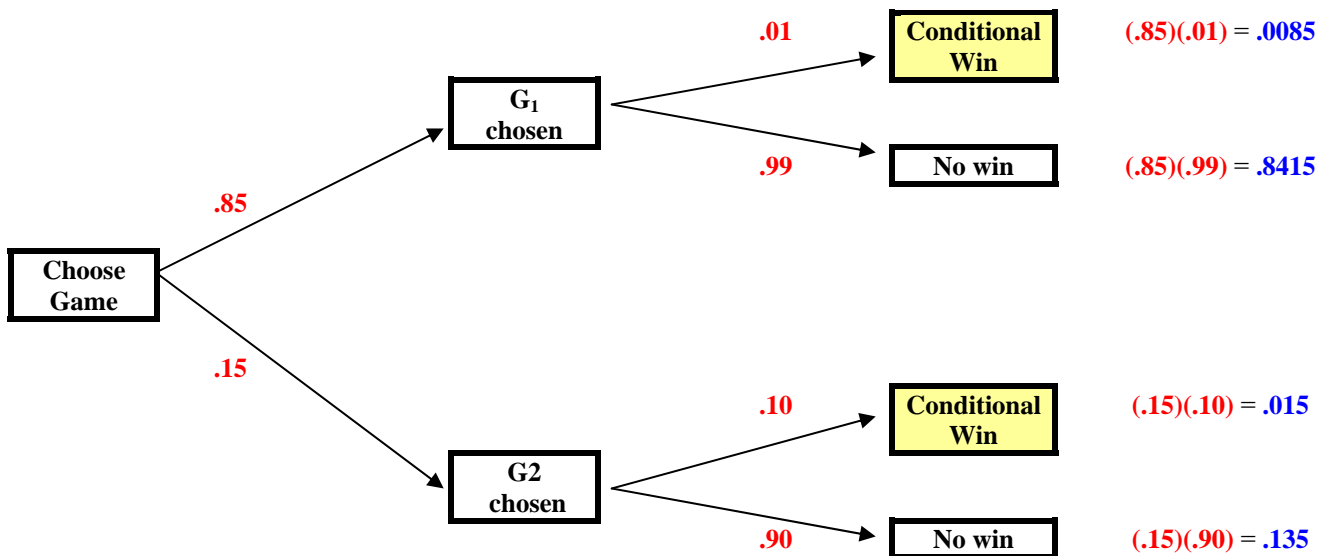 .01
Conditional
Win
(.85)(.01) = .0085
G₁
chosen
.99
No win
(.85)(.99) = .8415
.85
Choose
Game
.15
.10
Conditional
Win
(.15)(.10) = .015
G2
chosen
.90
No win
(.15)(.90) = .135